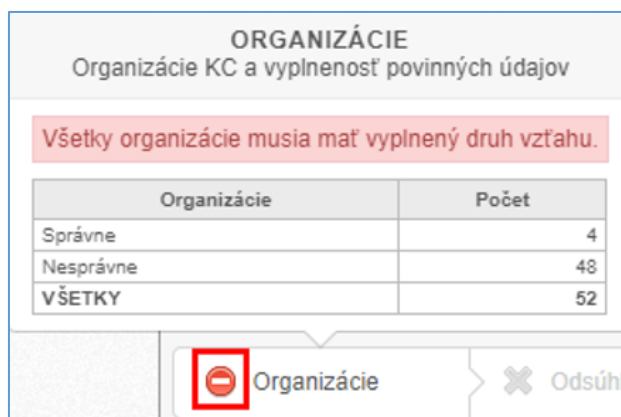 ORGANIZÁCIE
Organizácie KC a vyplnenosť povinných údajov
Všetky organizácie musia mať vyplnený druh vzťahu.
Organizácie Počet
Správne 4
Nesprávne 48
VŠETKY 52
Organizácie